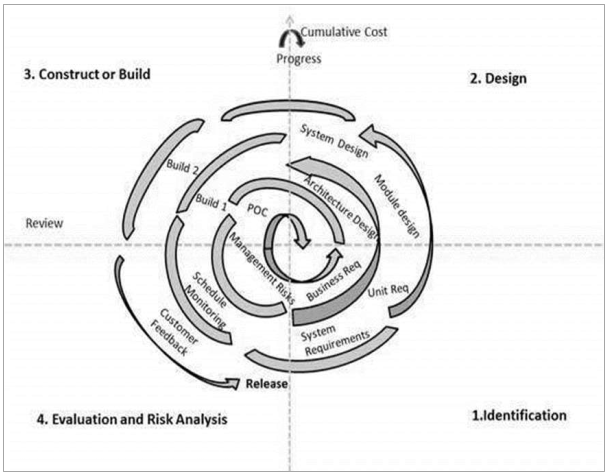 Cumulative Cost
Progress
3. Construct or Build
2. Design
System Design
Build 2
Module design
Architecture Design
Build 1
POC
Review
Management Risks
Business Req
Schedule
Monitoring
Unit Req
Customer
Feedback
System
Requirements
Release
4. Evaluation and Risk Analysis
1.Identification